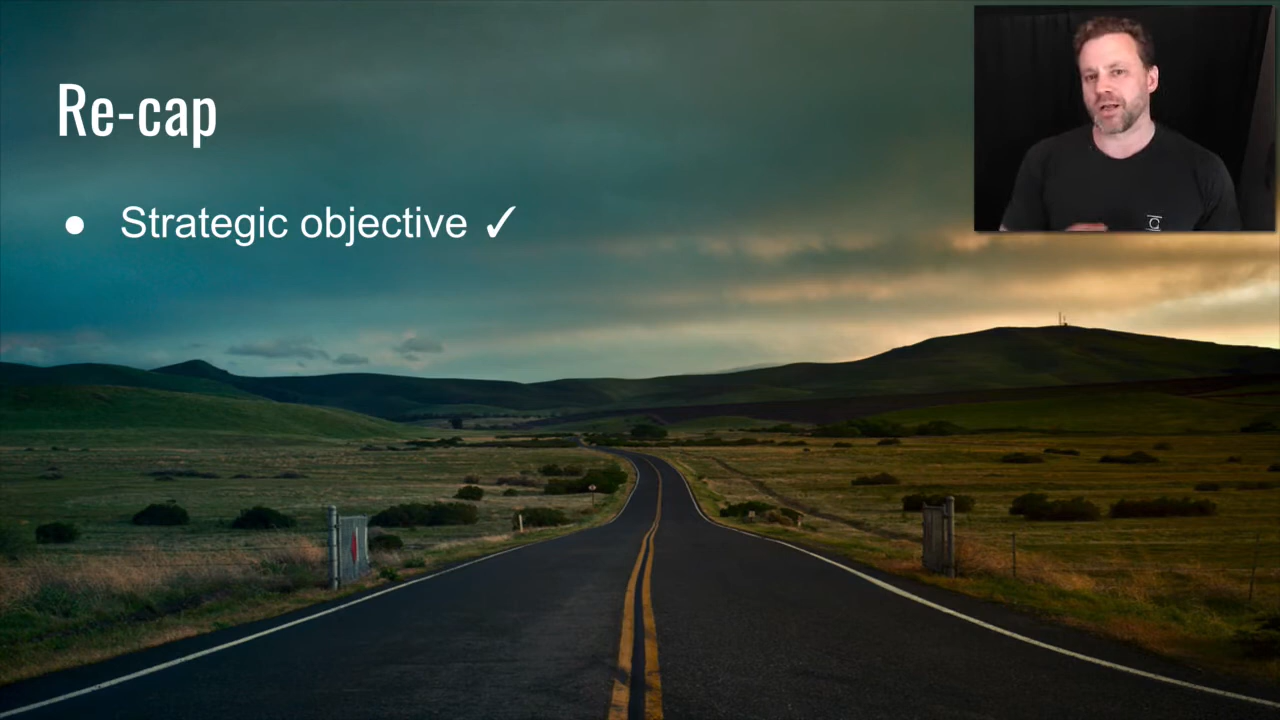 Re-cap
● Strategic objective ✓
G